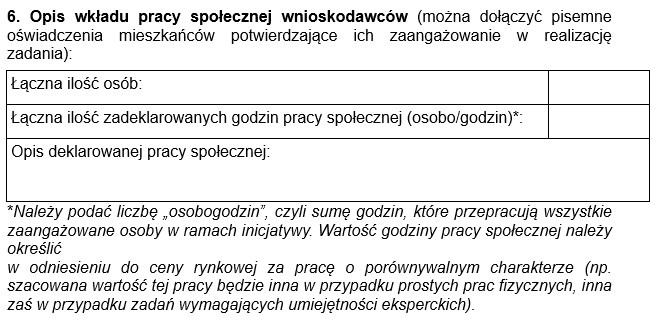 6. Opis wkładu pracy społecznej wnioskodawców (można dołączyć pisemne
oświadczenia mieszkańców potwierdzające ich zaangażowanie w realizację
zadania):
Łączna ilość osób:
Łączna ilość zadeklarowanych godzin pracy społecznej (osobo/godzin)*:
Opis deklarowanej pracy społecznej:
*Należy podać liczbę „osobogodzin”, czyli sumę godzin, które przepracują wszystkie
zaangażowane osoby w ramach inicjatywy. Wartość godziny pracy społecznej należy
określić
w odniesieniu do ceny rynkowej za pracę o porównywalnym charakterze (np.
szacowana wartość tej pracy będzie inna w przypadku prostych prac fizycznych, inna
zaś w przypadku zadań wymagających umiejętności eksperckich).